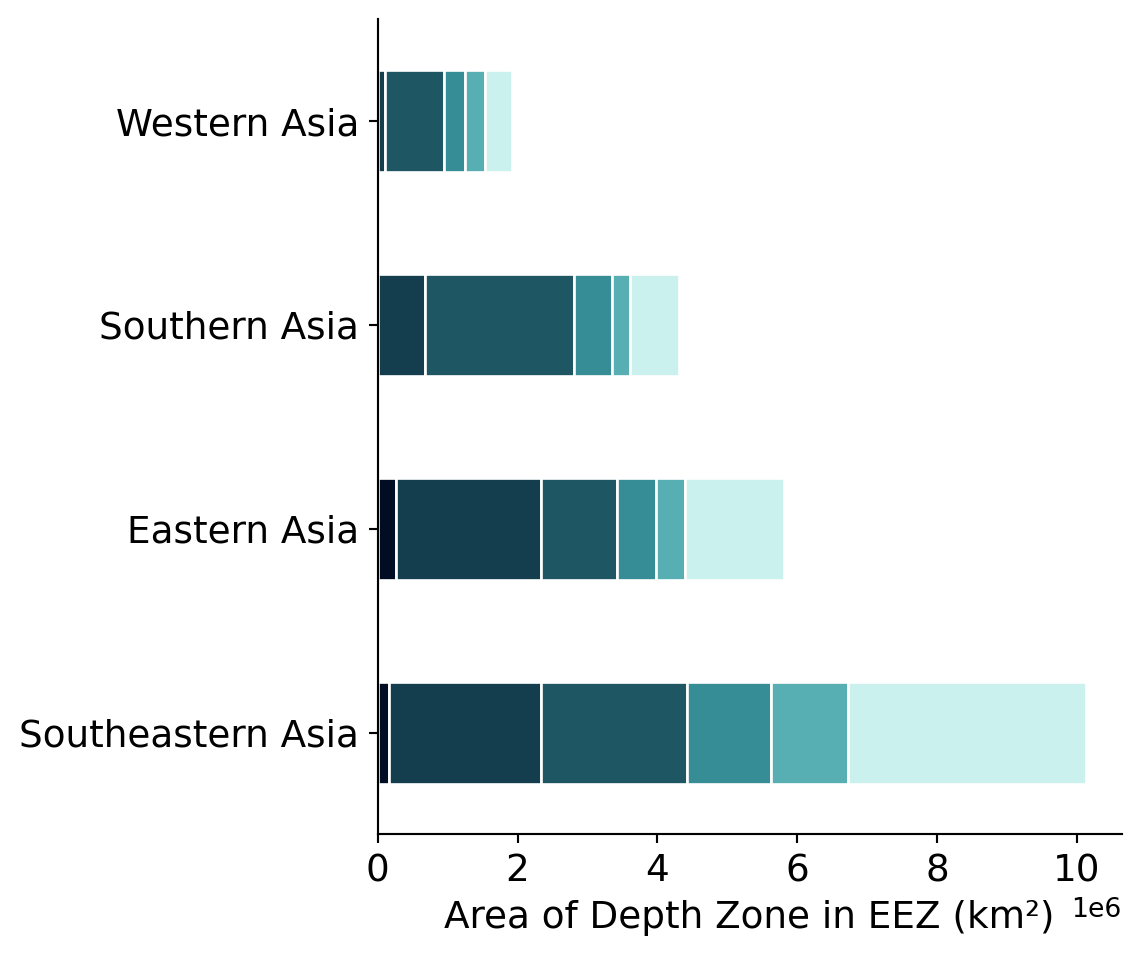 Western Asia
Southern Asia
Eastern Asia
Southeastern Asia
0 2 4 6 8 10
Area of Depth Zone in EEZ (km²) 1e6